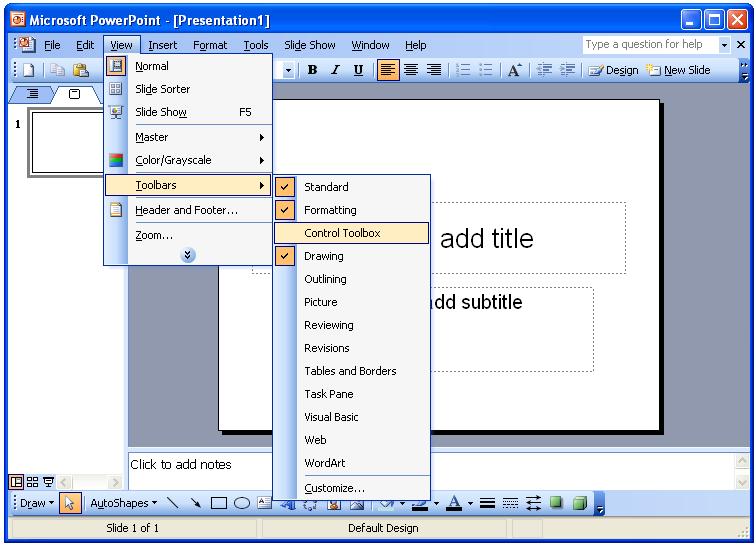 Microsoft PowerPoint - [Presentation1]
File Edit View Insert Format Tools Slide Show Window Help Type a question for help
B I U A Design New Slide
Normal
Slide Sorter
Slide Show F5
Master
Color/Grayscale
Toolbars
Header and Footer...
Zoom...
Standard
Formatting
Control Toolbox
Drawing
Outlining
Picture
Reviewing
Revisions
Tables and Borders
Task Pane
Visual Basic
Web
WordArt
Customize...
1
add title
add subtitle
Click to add notes
Draw AutoShapes A A
Slide 1 of 1 Default Design